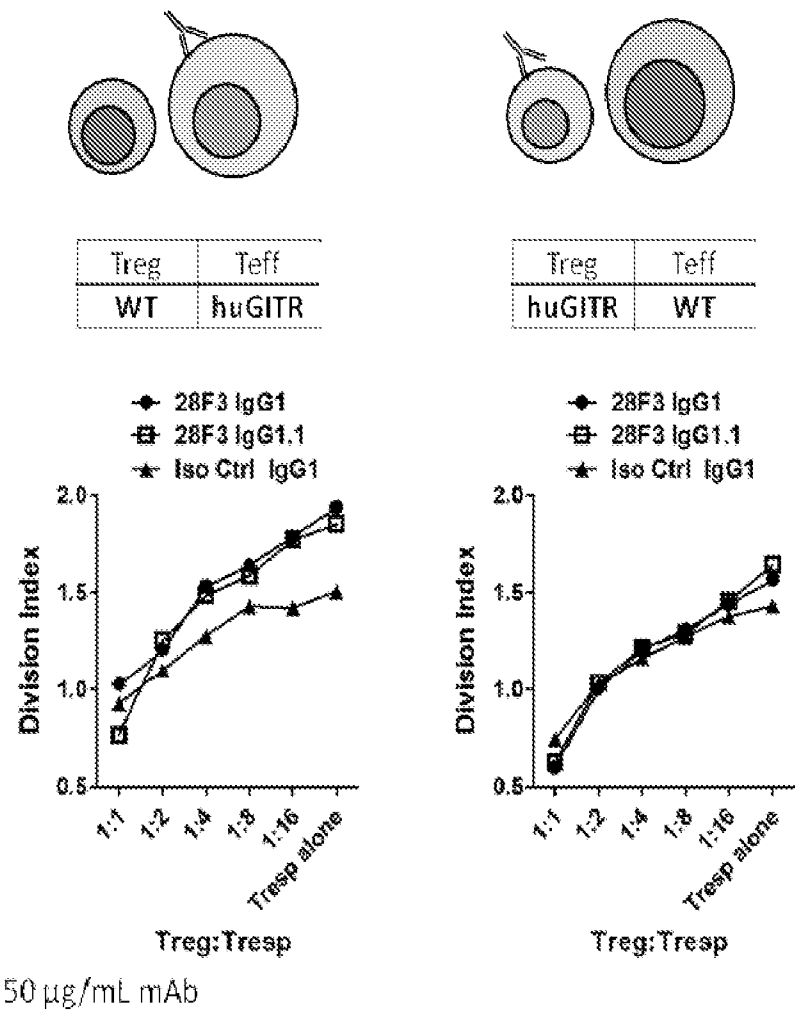 Treg Teff
WT huGITR
Treg Teff
huGITR WT
28F3 IgG1
28F3 IgG1.1
Iso Ctrl IgG1
2.0
1.5
1.0
0.5
Division Index
1:1
1:2
1:4
1:8
1:16
Tresp alone
Treg:Tresp
28F3 IgG1
28F3 IgG1.1
Iso Ctrl IgG1
2.0
1.5
1.0
0.5
Division Index
1:1
1:2
1:4
1:8
1:16
Tresp alone
Treg:Tresp
50 µg/mL mAb